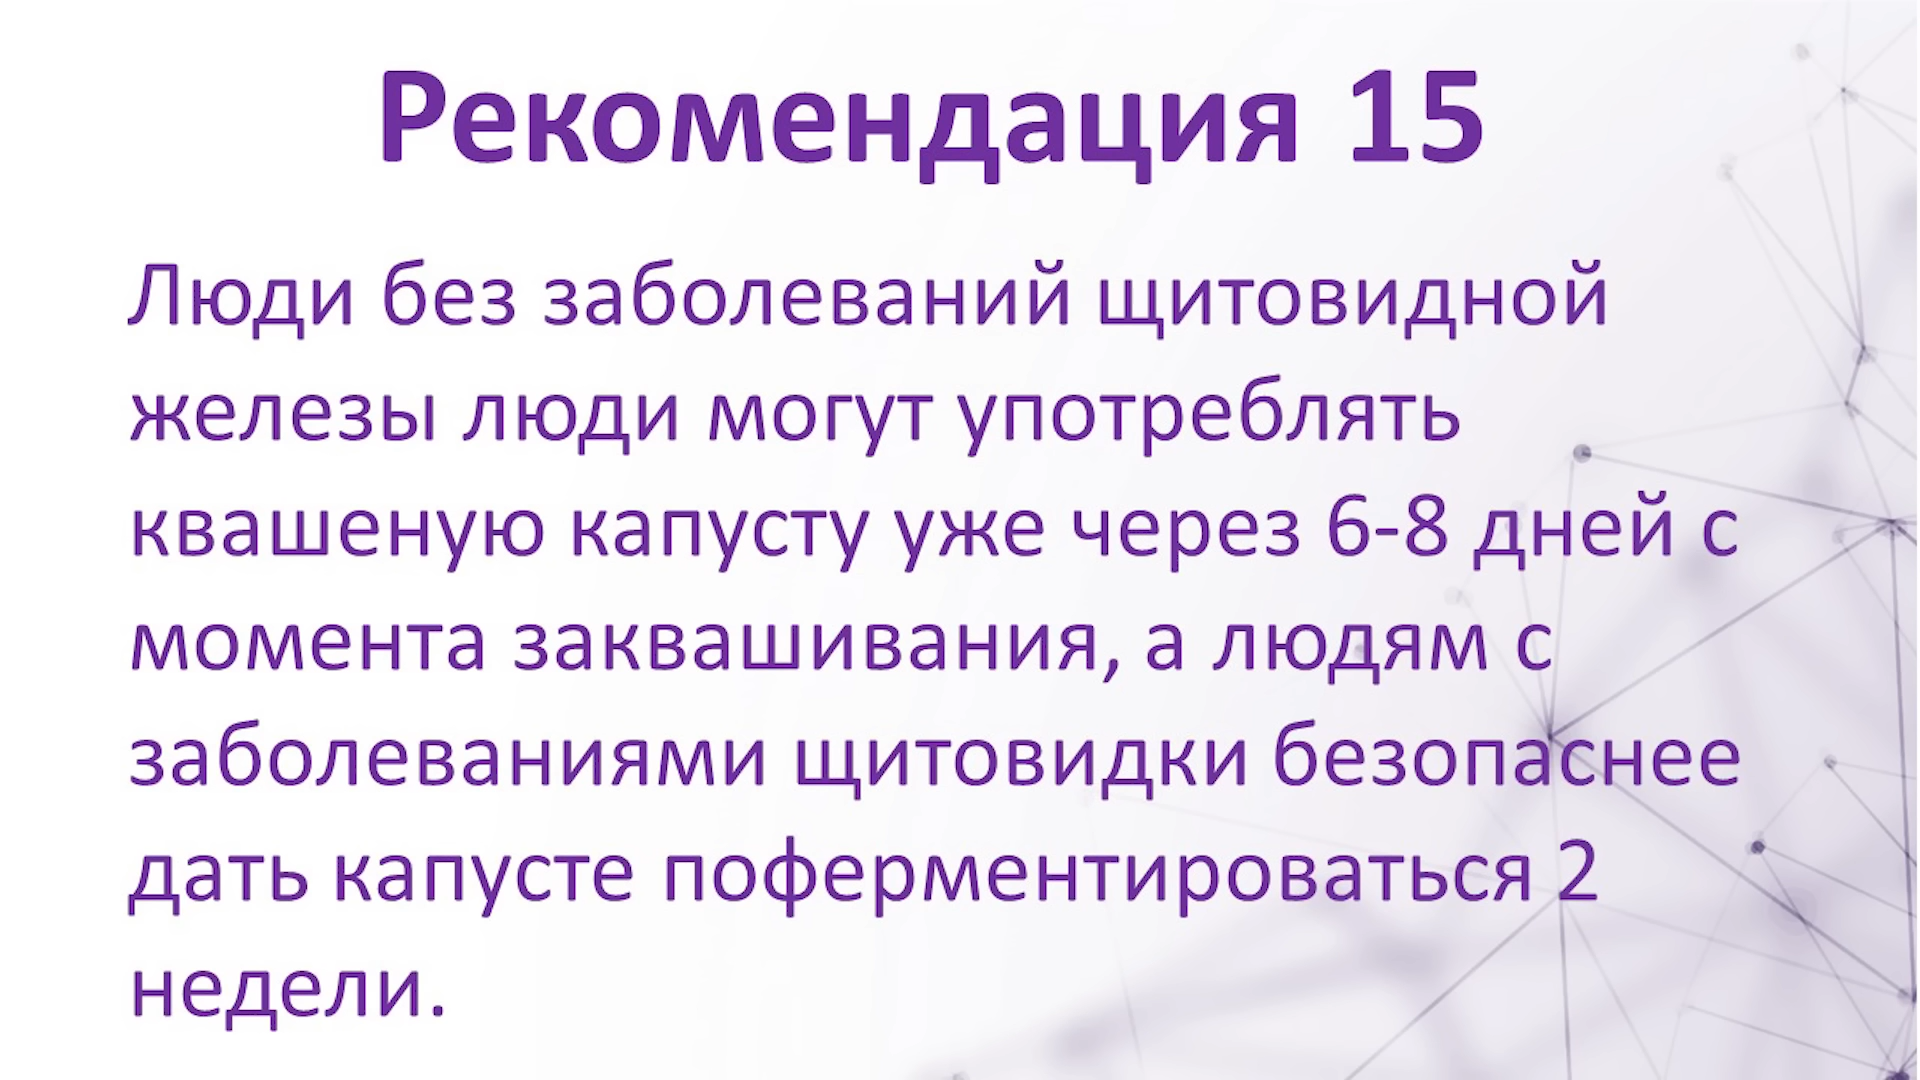 Рекомендация 15
Люди без заболеваний щитовидной
железы люди могут употреблять
квашеную капусту уже через 6-8 дней с
момента заквашивания, а людям с
заболеваниями щитовидки безопаснее
дать капусте поферментироваться 2
недели.